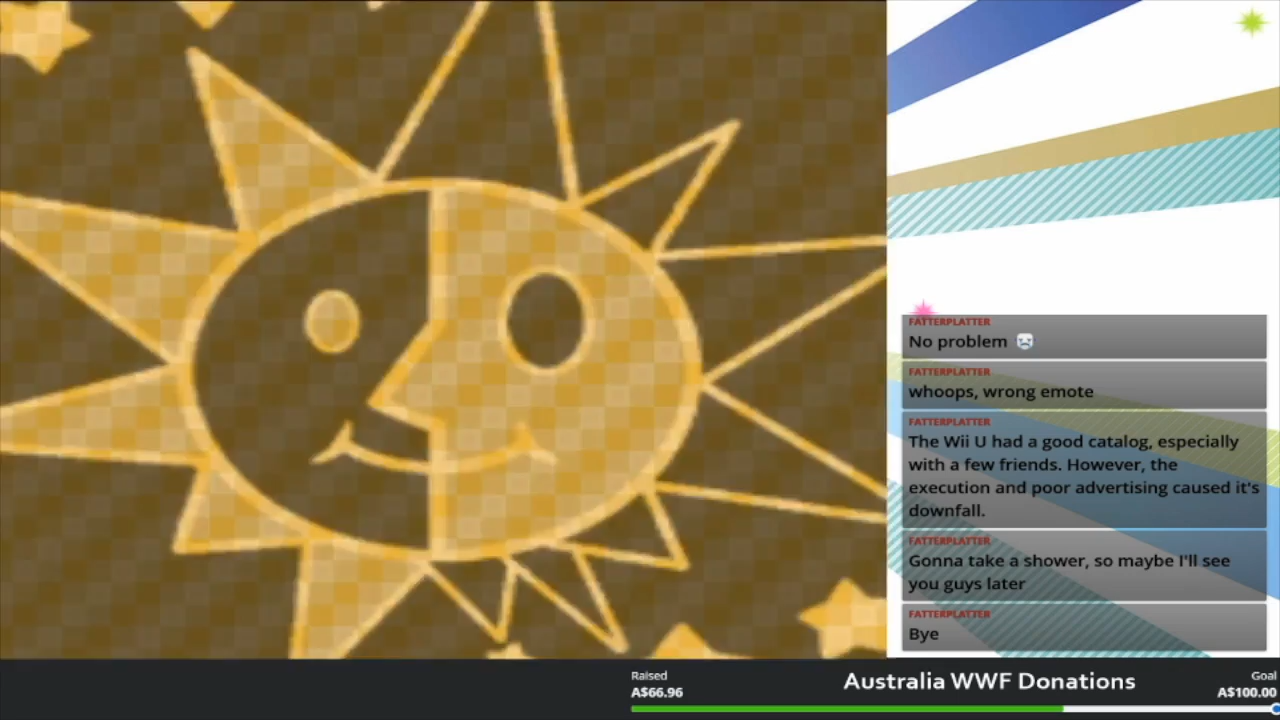 FATTERPLATTER
No problem
FATTERPLATTER
whoops, wrong emote
FATTERPLATTER
The Wii U had a good catalog, especially
with a few friends. However, the
execution and poor advertising caused it's
downfall.
FATTERPLATTER
Gonna take a shower, so maybe I'll see
you guys later
FATTERPLATTER
Bye
Raised
A$66.96
Australia WWF Donations
Goal
A$100.00